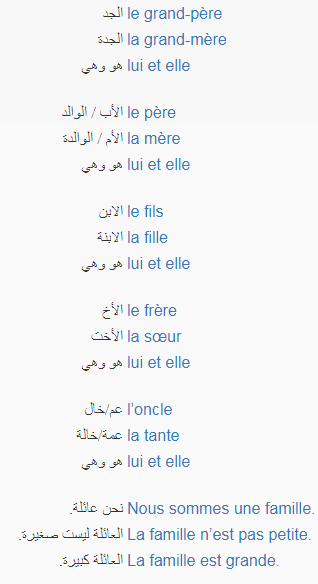 الجد le grand-père
الجدة la grand-mère
هو وهي lui et elle
الأب / الوالد le père
الأم / الوالدة la mère
هو وهي lui et elle
الابن le fils
الابنة la fille
هو وهي lui et elle
الأخ le frère
الأخت la sœur
هو وهي lui et elle
عم/خال l’oncle
عمة/خالة la tante
هو وهي lui et elle
نحن عائلة. Nous sommes une famille.
العائلة ليست صغيرة. La famille n’est pas petite.
العائلة كبيرة. La famille est grande.